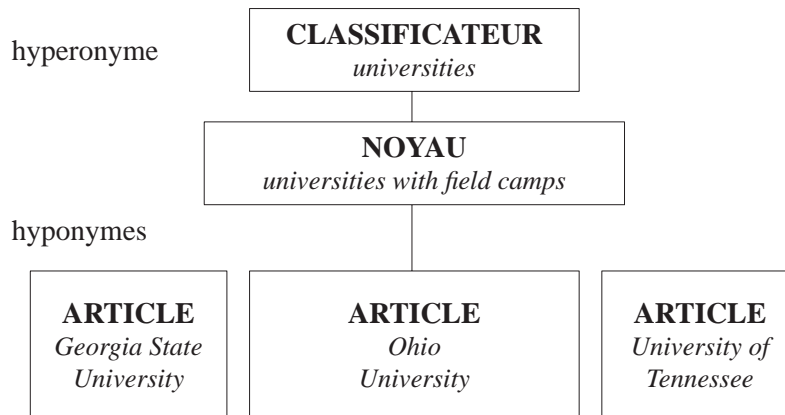 hyperonyme
CLASSIFICATEUR
universities
NOYAU
universities with field camps
hyponymes
ARTICLE
Georgia State
University
ARTICLE
Ohio
University
ARTICLE
University of
Tennessee